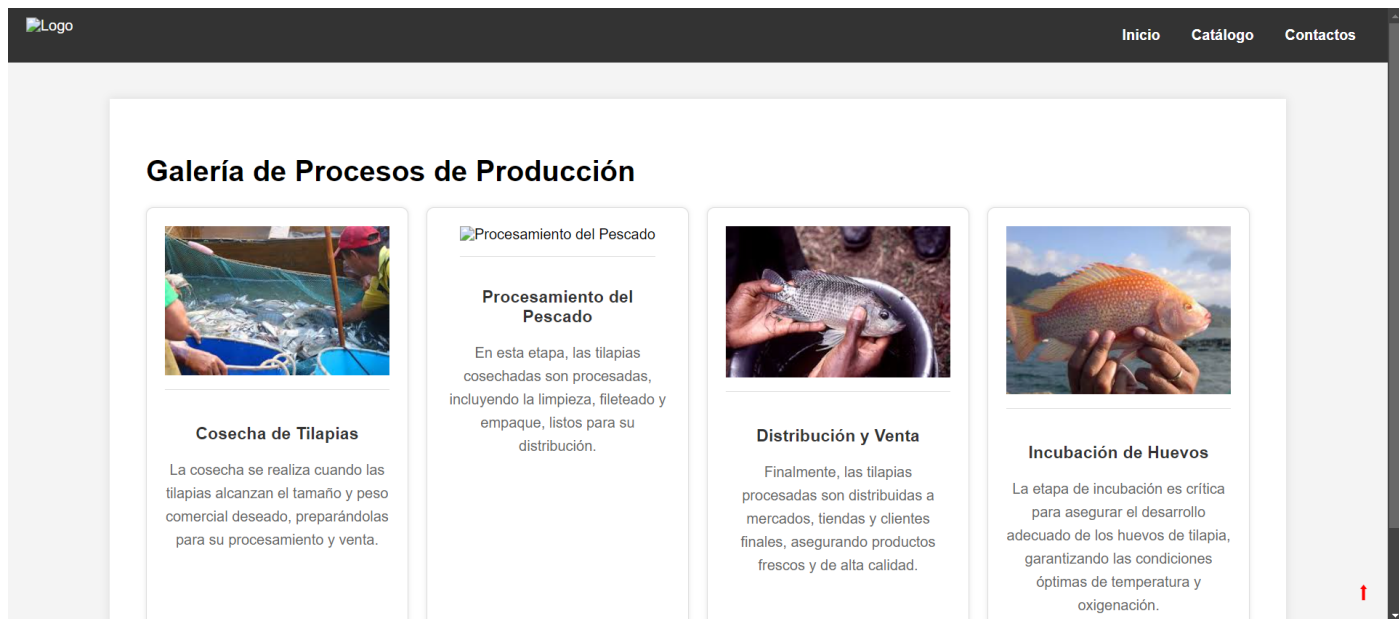 Logo
Inicio Catálogo Contactos
Galería de Procesos de Producción
Cosecha de Tilapias
La cosecha se realiza cuando las
tilapias alcanzan el tamaño y peso
comercial deseado, preparándolas
para su procesamiento y venta.
Procesamiento del Pescado
Procesamiento del
Pescado
En esta etapa, las tilapias
cosechadas son procesadas,
incluyendo la limpieza, fileteado y
empaque, listos para su
distribución.
Distribución y Venta
Finalmente, las tilapias
procesadas son distribuidas a
mercados, tiendas y clientes
finales, asegurando productos
frescos y de alta calidad.
Incubación de Huevos
La etapa de incubación es crítica
para asegurar el desarrollo
adecuado de los huevos de tilapia,
garantizando las condiciones
óptimas de temperatura y
oxigenación.